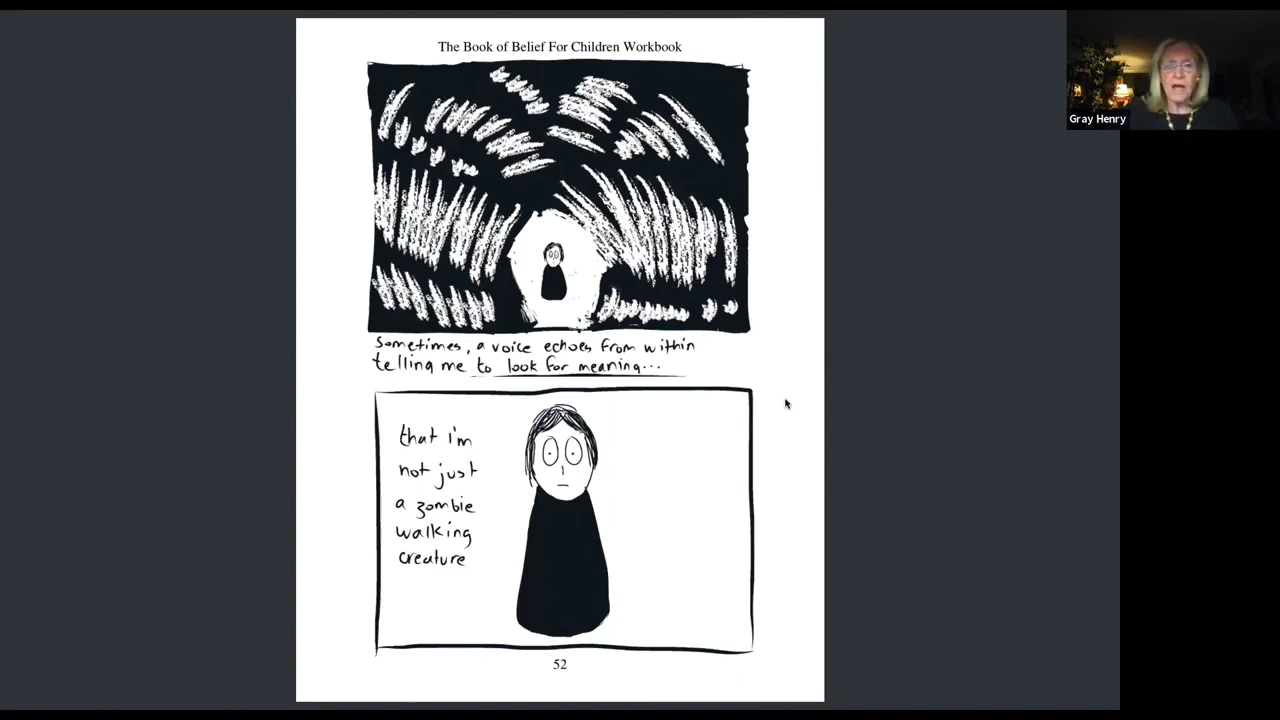 The Book of Belief For Children Workbook
Sometimes, a voice echoes from within
telling me to look for meaning...
that i'm
not just
a zombie
walking
creature
52
Gray Henry